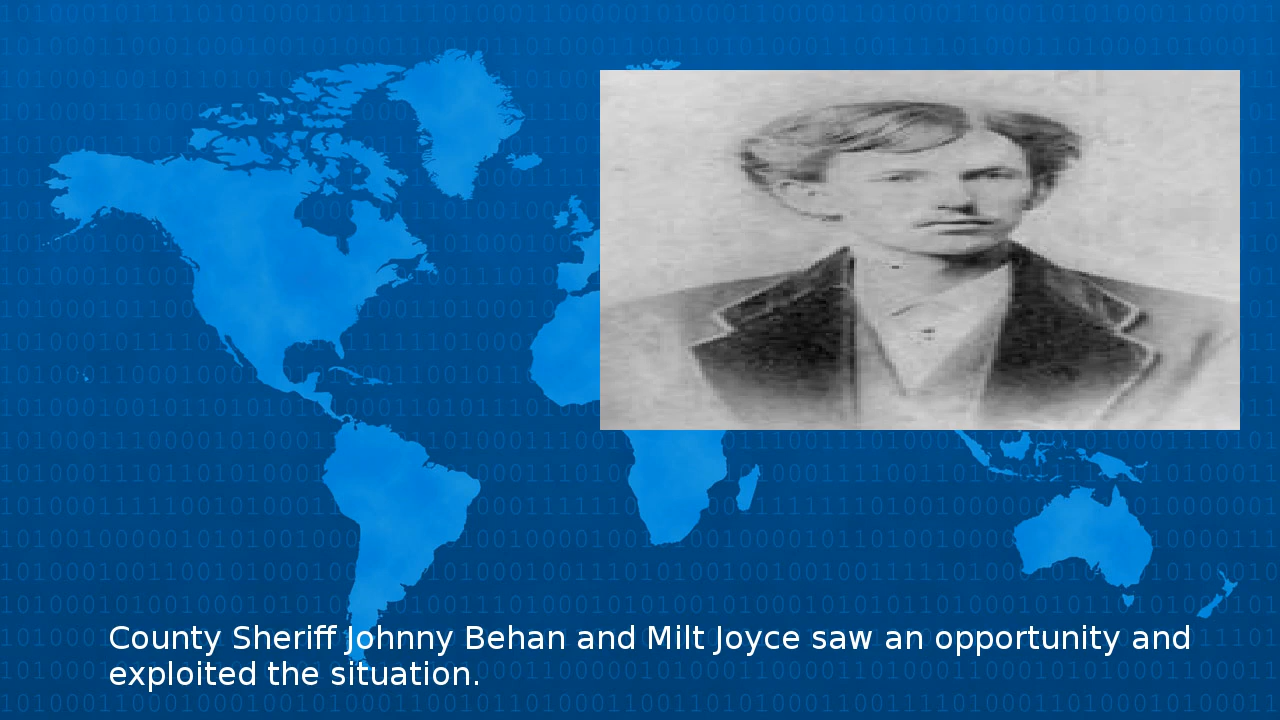 County Sheriff Johnny Behan and Milt Joyce saw an opportunity and
exploited the situation.